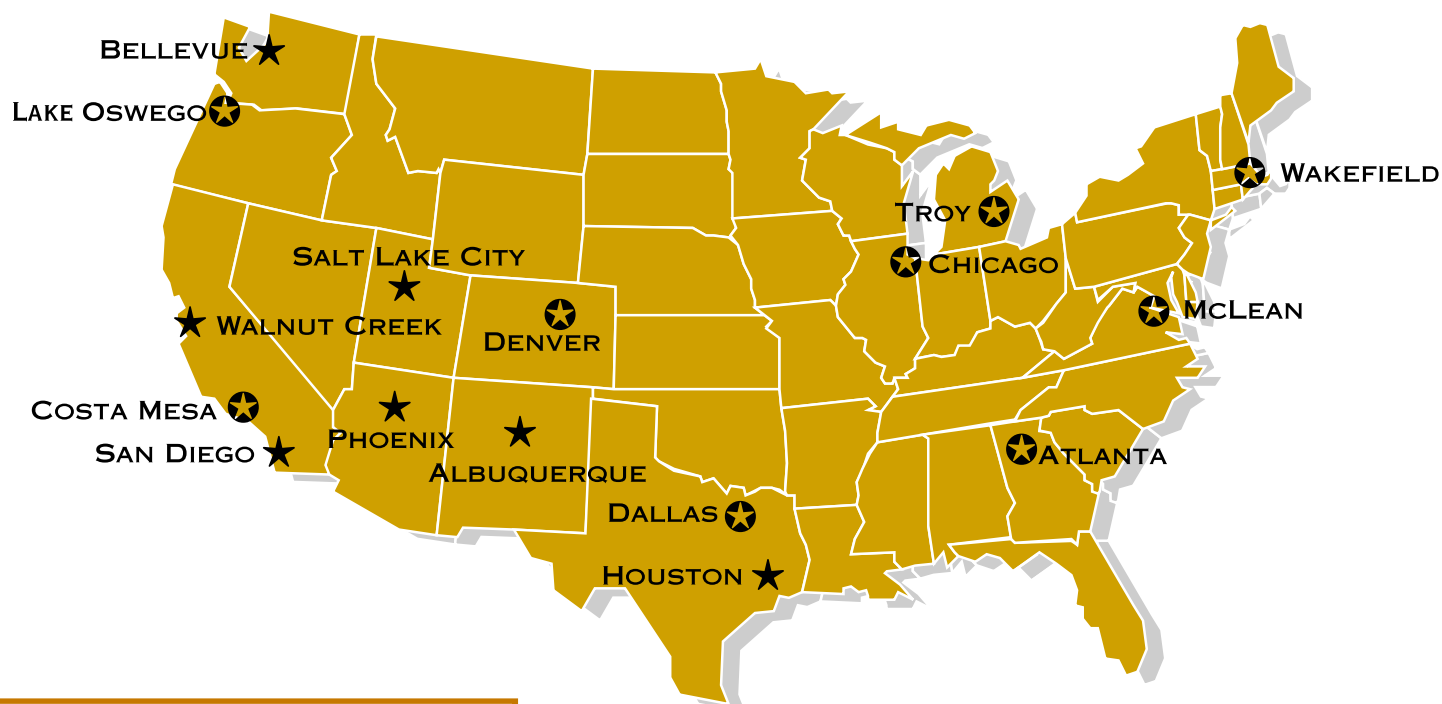 Bellevue
Lake Oswego
Wakefield
Troy
Salt Lake City
Chicago
McLean
Walnut Creek
Denver
Costa Mesa
Phoenix
San Diego
Atlanta
Albuquerque
Dallas
Houston